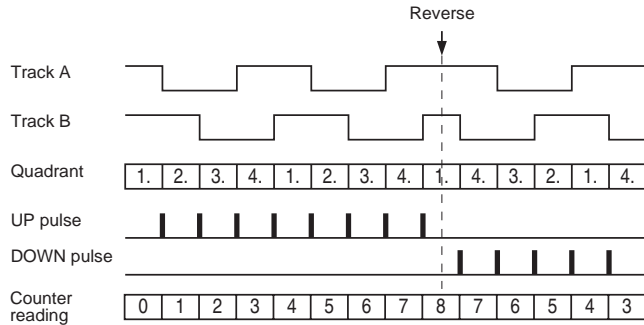 Reverse
Track A
Track B
Quadrant 1. 2. 3. 4. 1. 2. 3. 4. 1. 4. 3. 2. 1. 4.
UP pulse
DOWN pulse
Counter
reading 0 1 2 3 4 5 6 7 8 7 6 5 4 3